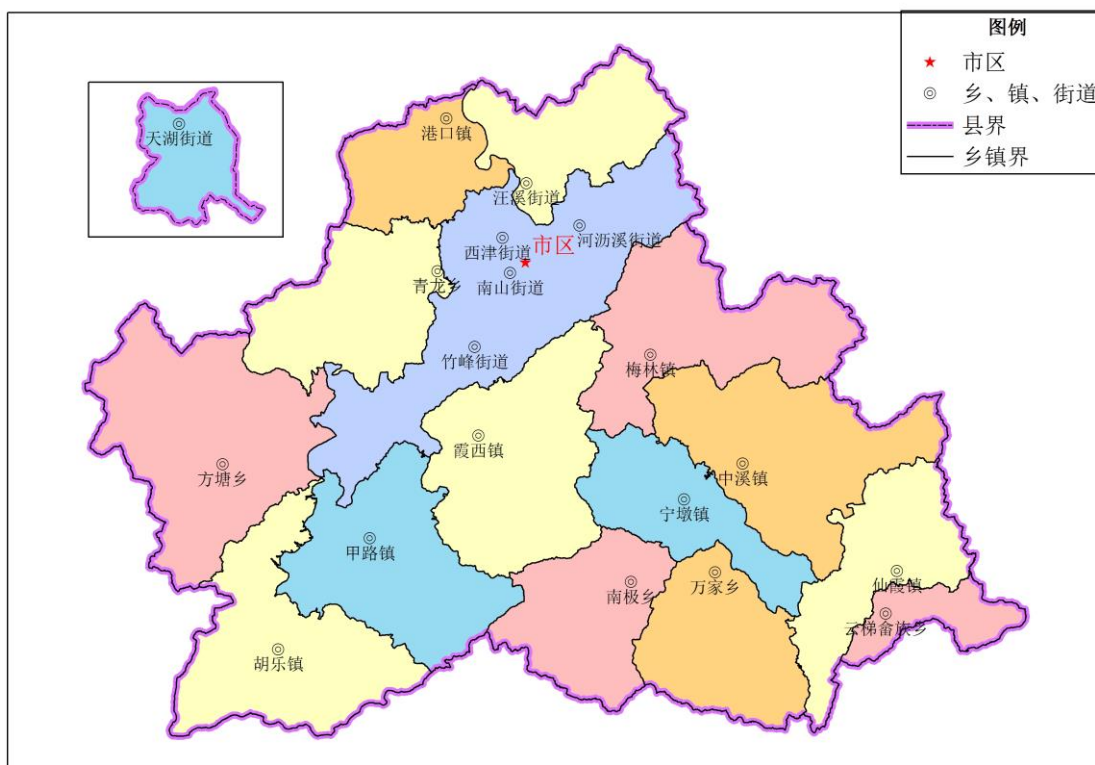 图例
市区
乡、镇、街道
县界
乡镇界
天湖街道
港口镇
汪溪街道
西津街道
河沥溪街道
市区
南山街道
青龙乡
竹峰街道
梅林镇
霞西镇
方塘乡
中溪镇
宁墩镇
甲路镇
南极乡
万家乡
仙霞镇
云梯畲族乡
胡乐镇